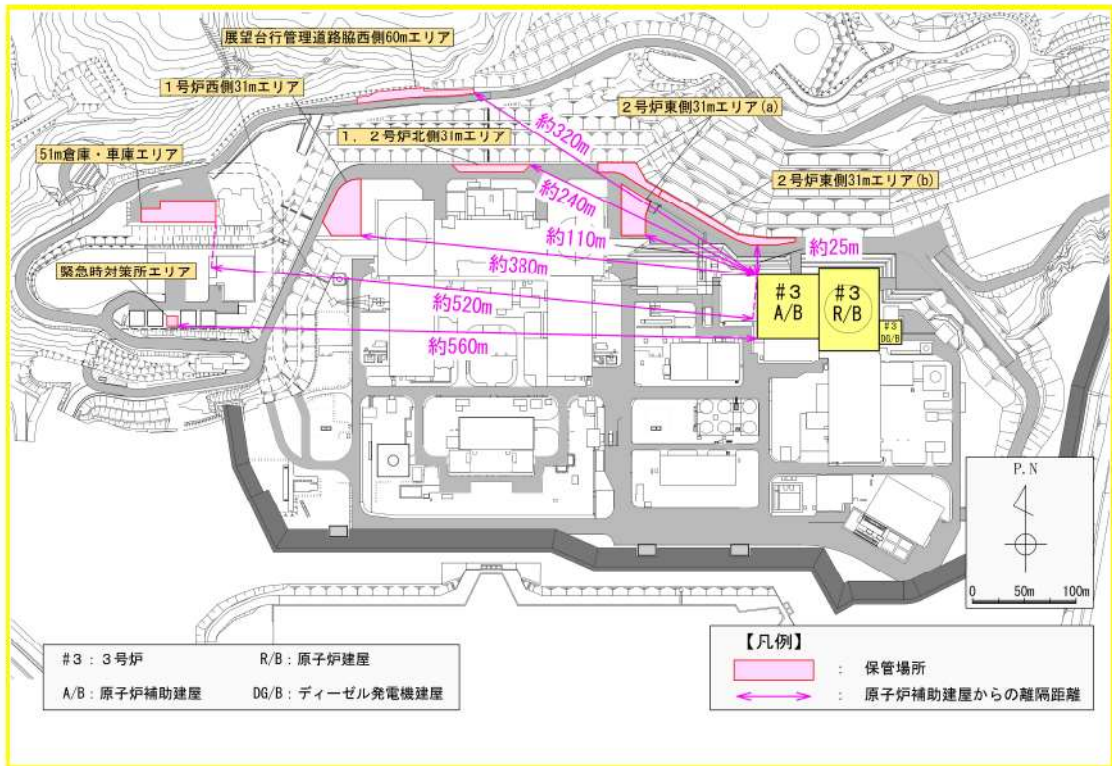 展望台行管理道路脇西側60mエリア
1号炉西側31mエリア
2号炉東側31mエリア(a)
1,2号炉北側31mエリア
51m倉庫・車庫エリア
2号炉東側31mエリア(b)
緊急時対策所エリア
約320m
約240m
約110m
約25m
約380m
約520m
約560m
#3
A/B
#3
R/B
#3
DG/B
P.N
0 50m 100m
#3:3号炉 R/B:原子炉建屋
A/B:原子炉補助建屋 DG/B:ディーゼル発電機建屋
【凡例】
: 保管場所
: 原子炉補助建屋からの離隔距離